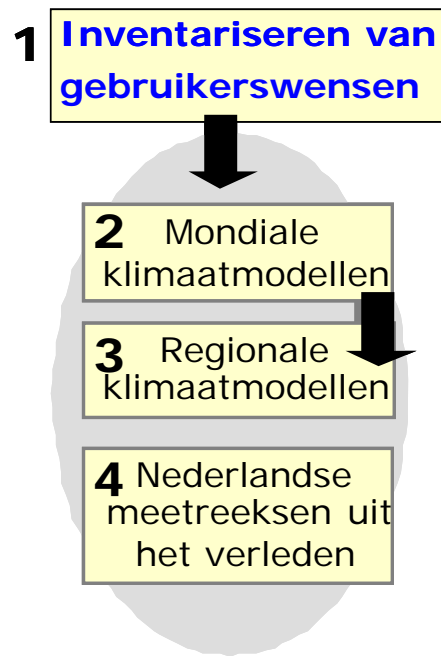 1 Inventariseren van
gebruikerswensen
2 Mondiale
klimaatmodellen
3 Regionale
klimaatmodellen
4 Nederlandse
meetreeksen uit
het verleden